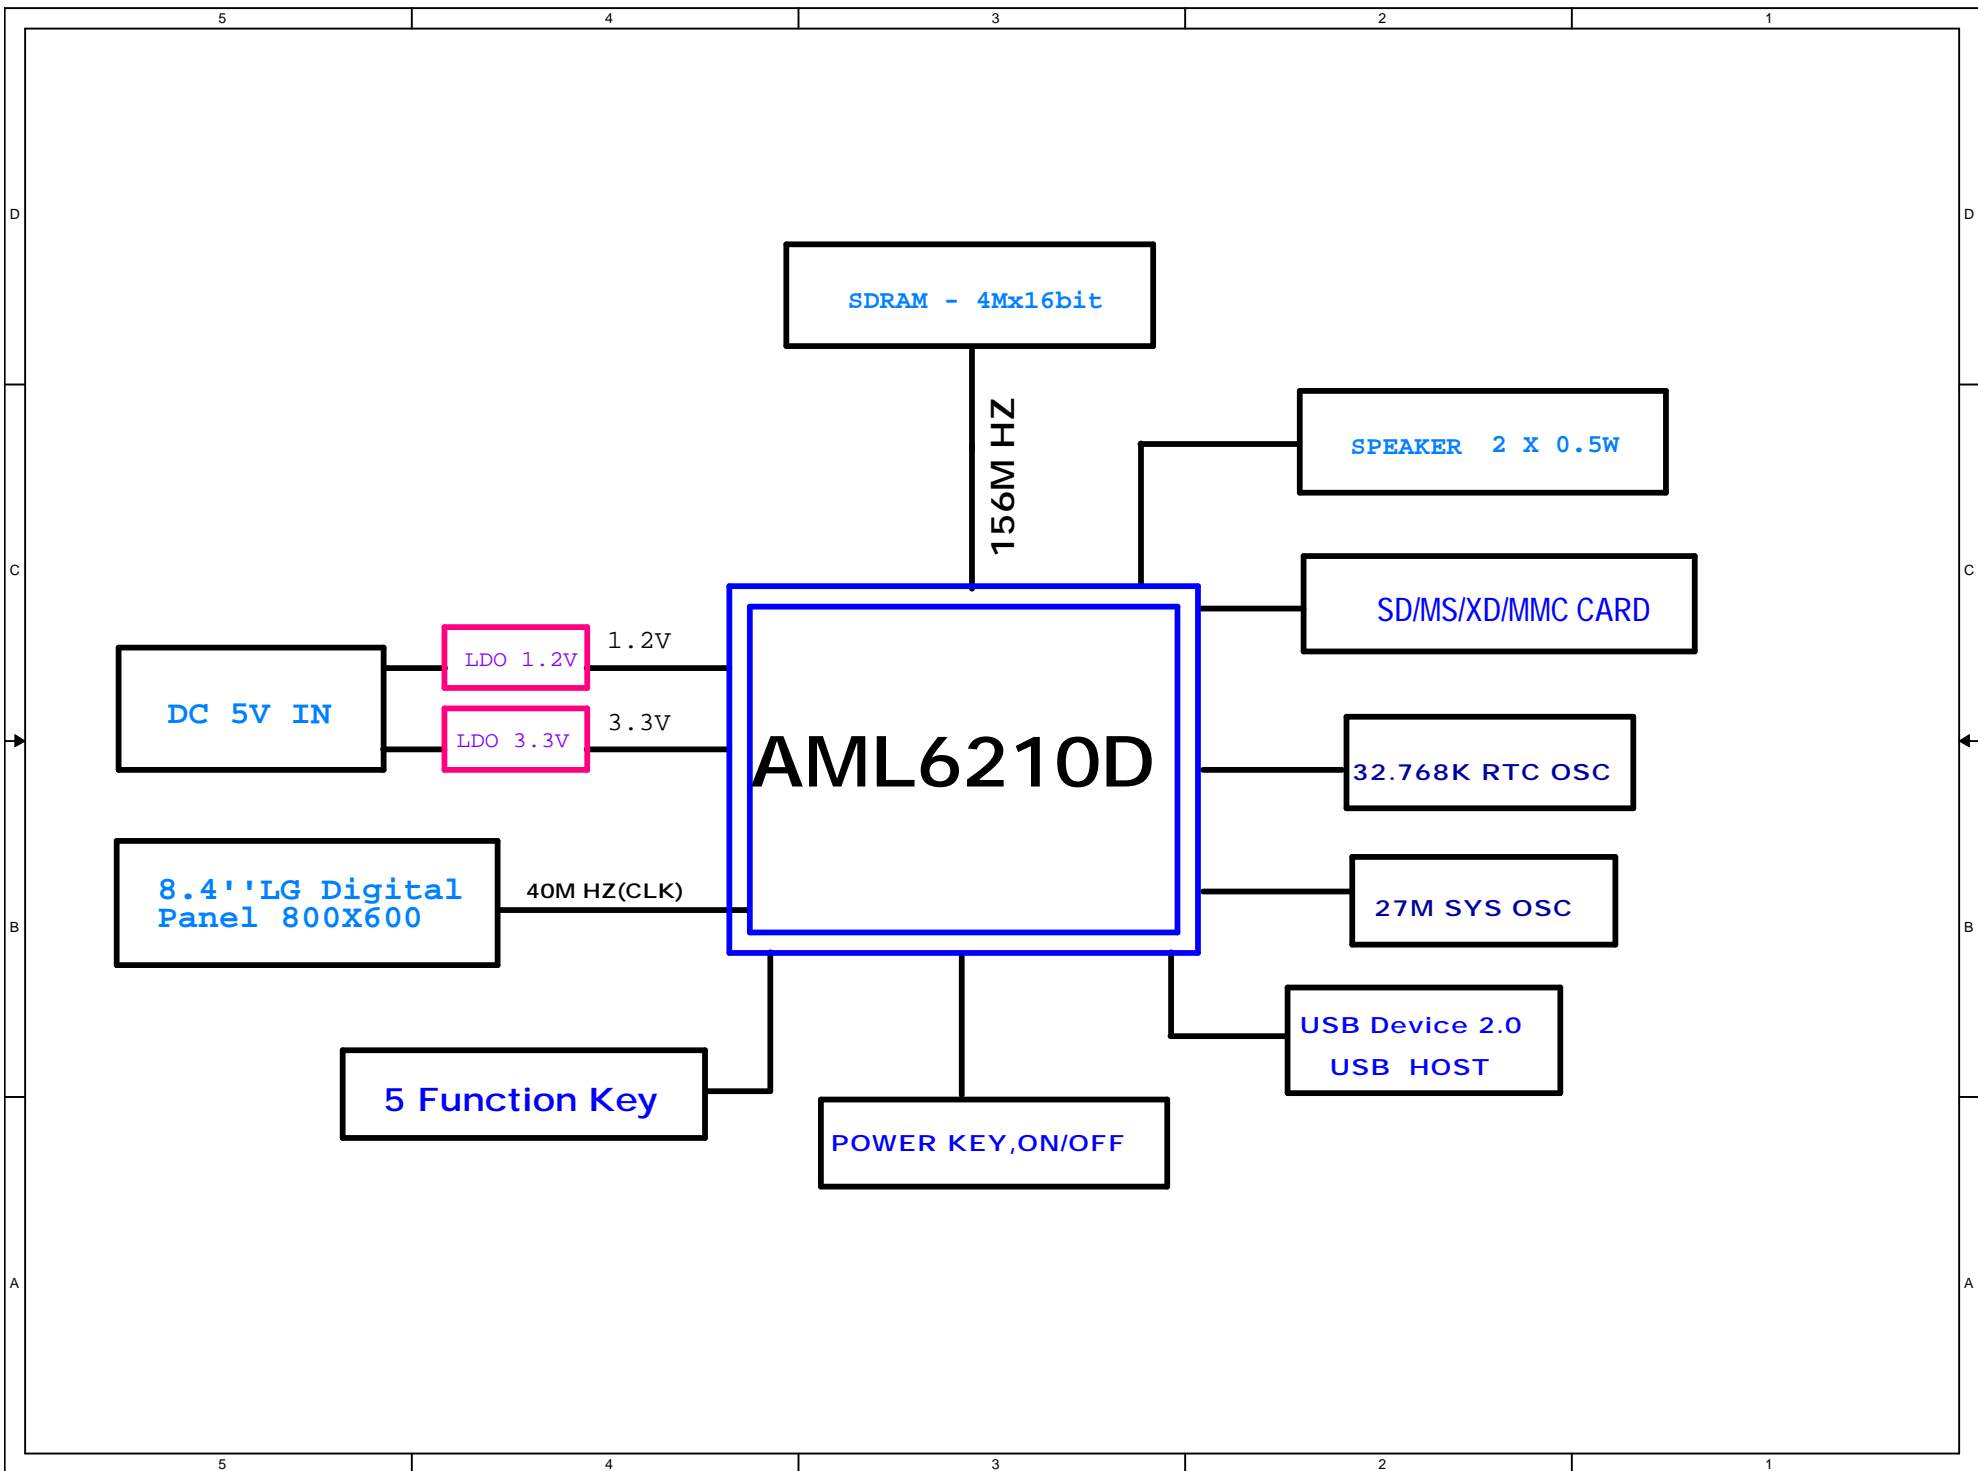 5 4 3 2 1
D D
SDRAM - 4Mx16bit
156M HZ
SPEAKER 2 X 0.5W
C C
SD/MS/XD/MMC CARD
1.2V
LDO 1.2V
DC 5V IN
3.3V
LDO 3.3V
AML6210D
32.768K RTC OSC
8.4''LG Digital
Panel 800X600
40M HZ(CLK)
27M SYS OSC
B B
USB Device 2.0
USB HOST
5 Function Key
POWER KEY,ON/OFF
A A
5 4 3 2 1